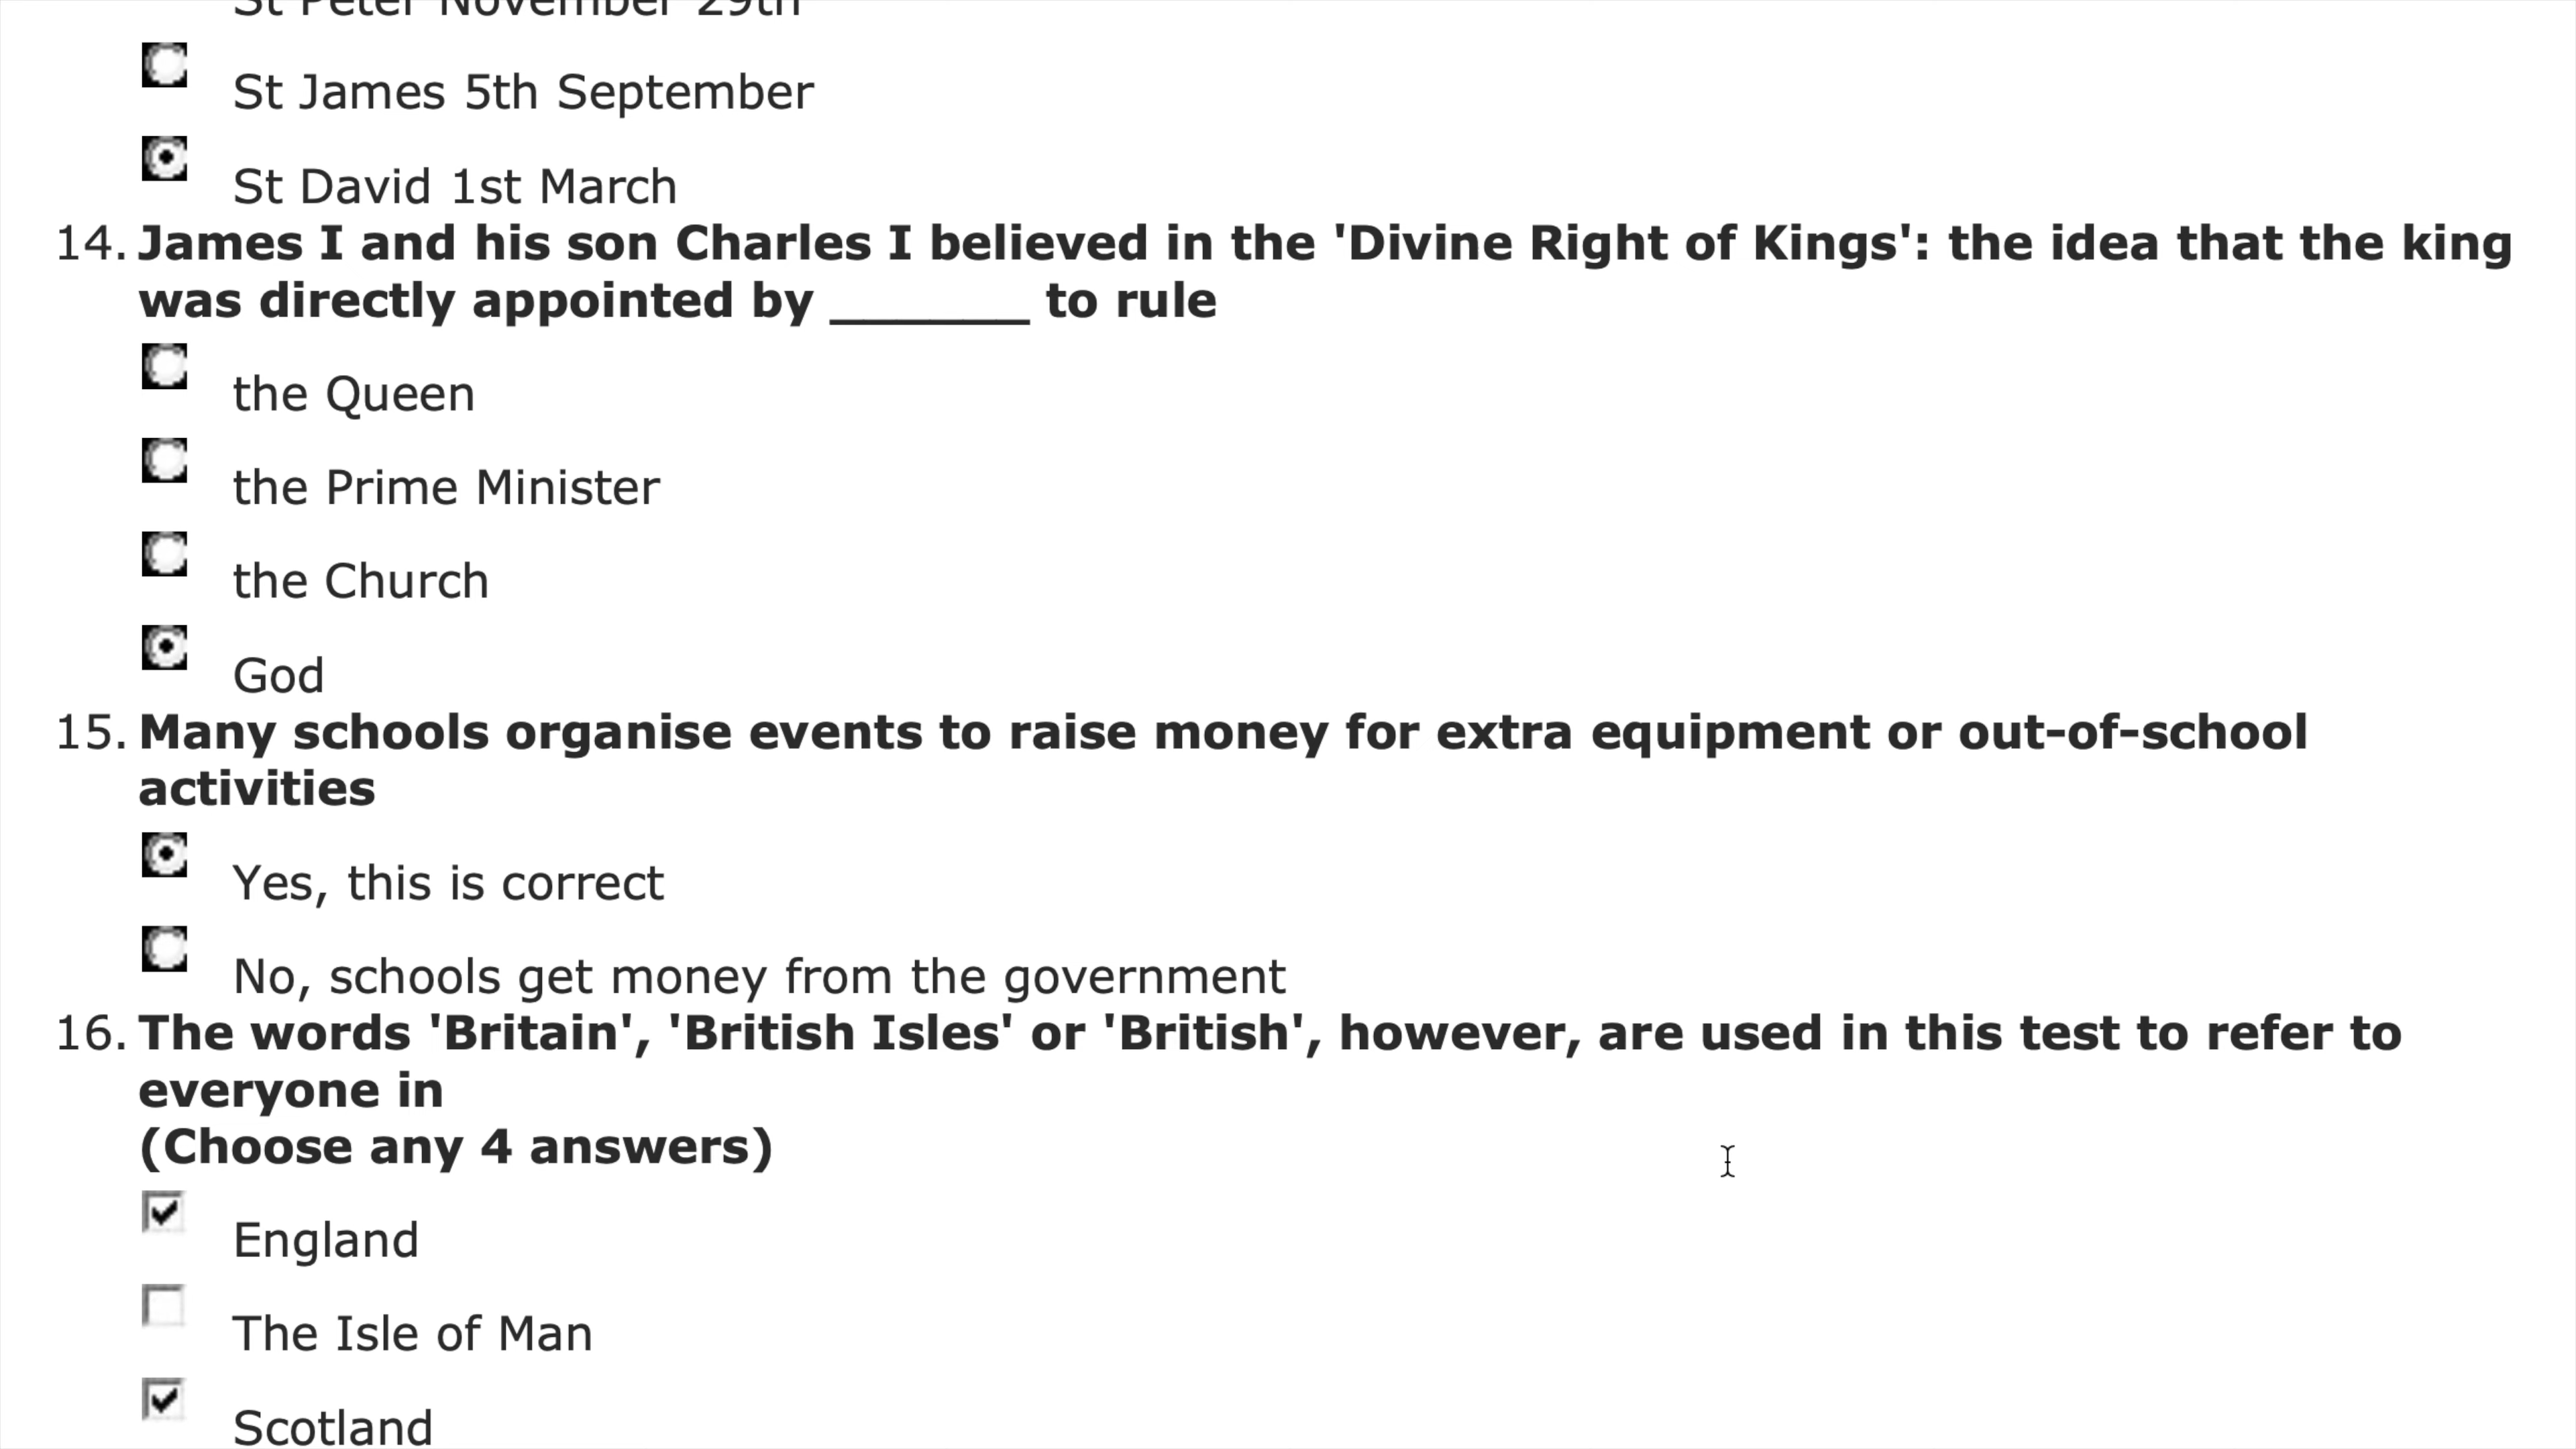 St Peter November 29th
St James 5th September
St David 1st March
14. James I and his son Charles I believed in the 'Divine Right of Kings': the idea that the king
was directly appointed by ______ to rule
the Queen
the Prime Minister
the Church
God
15. Many schools organise events to raise money for extra equipment or out-of-school
activities
Yes, this is correct
No, schools get money from the government
16. The words 'Britain', 'British Isles' or 'British', however, are used in this test to refer to
everyone in
(Choose any 4 answers)
England
The Isle of Man
Scotland